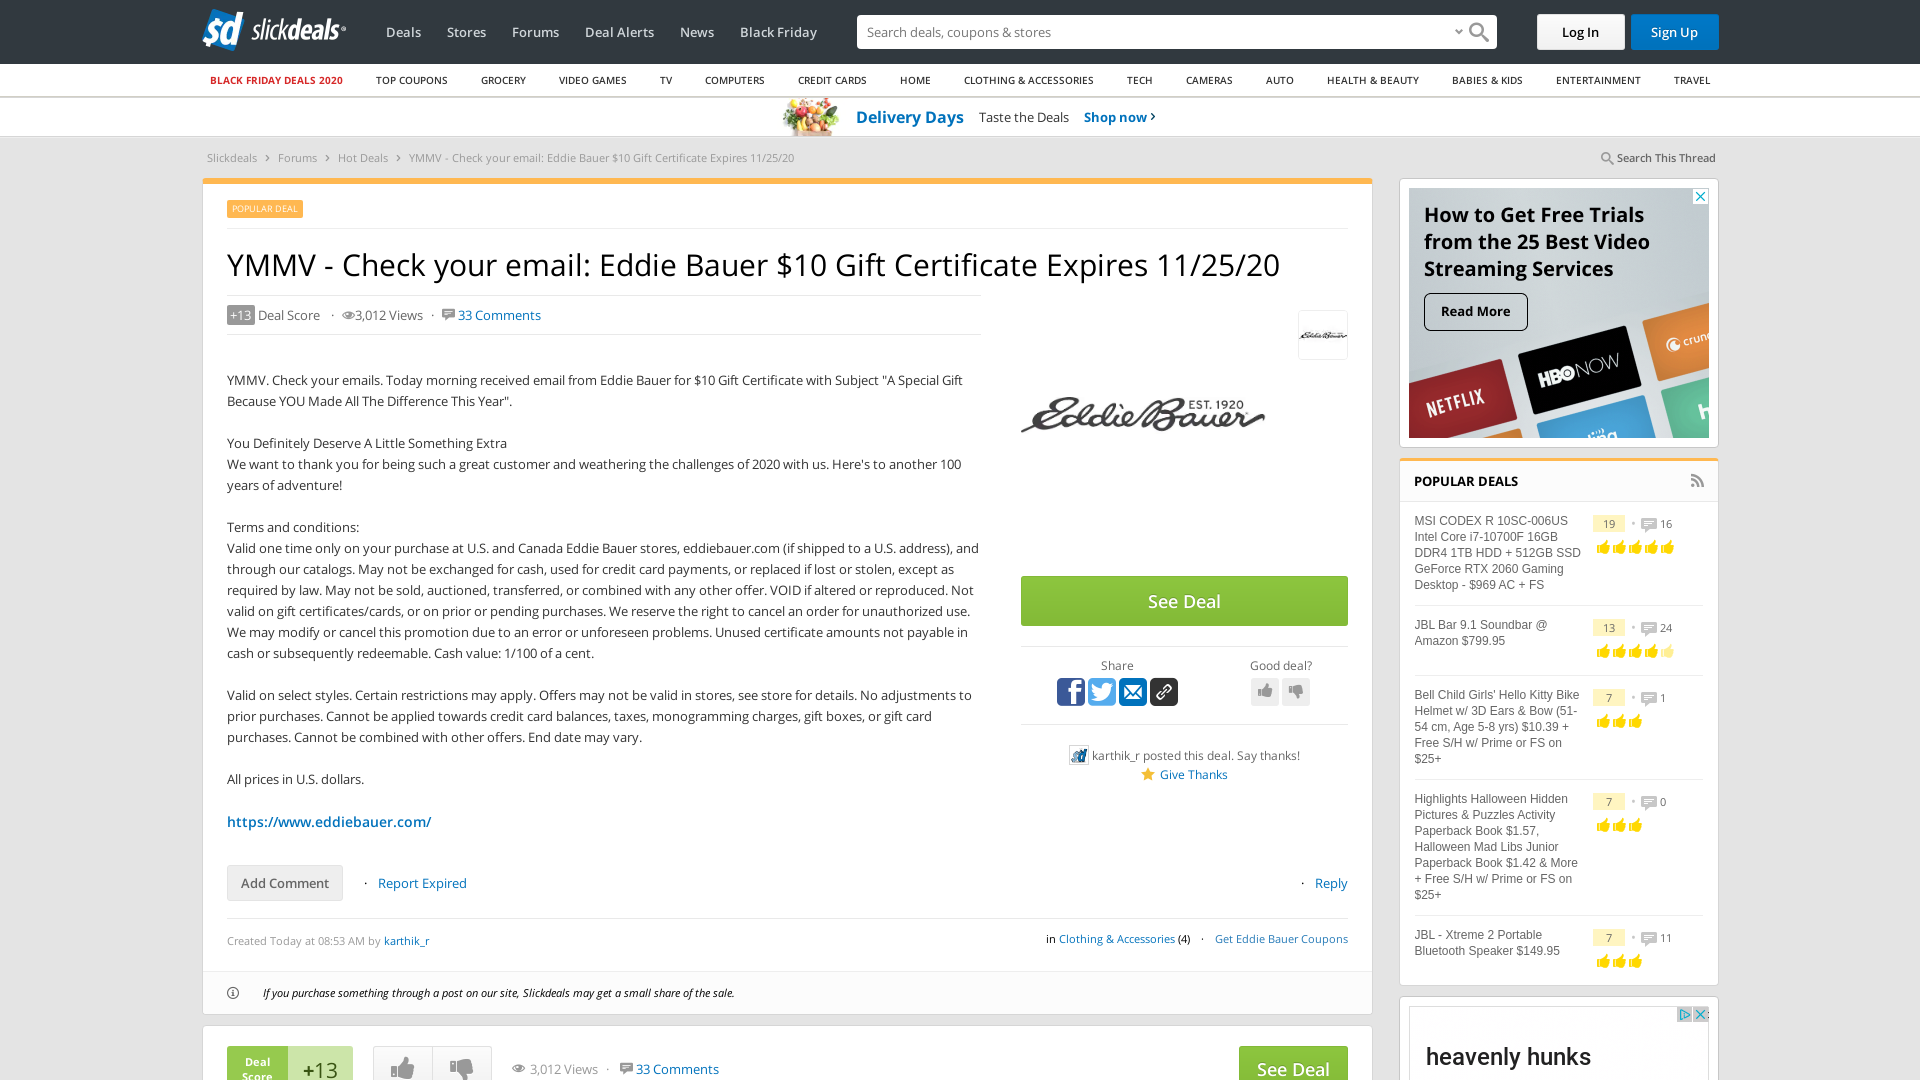 slickdeals
Deals Stores Forums Deal Alerts News Black Friday
Search deals, coupons & stores
Log In
Sign Up
BLACK FRIDAY DEALS 2020 TOP COUPONS GROCERY VIDEO GAMES TV COMPUTERS CREDIT CARDS HOME CLOTHING & ACCESSORIES TECH CAMERAS AUTO HEALTH & BEAUTY BABIES & KIDS ENTERTAINMENT TRAVEL
Delivery Days Taste the Deals Shop now ›
Slickdeals › Forums › Hot Deals › YMMV - Check your email: Eddie Bauer $10 Gift Certificate Expires 11/25/20
Search This Thread
POPULAR DEAL
YMMV - Check your email: Eddie Bauer $10 Gift Certificate Expires 11/25/20
+13 Deal Score · 3,012 Views · 33 Comments
YMMV. Check your emails. Today morning received email from Eddie Bauer for $10 Gift Certificate with Subject "A Special Gift
Because YOU Made All The Difference This Year".
You Definitely Deserve A Little Something Extra
We want to thank you for being such a great customer and weathering the challenges of 2020 with us. Here's to another 100
years of adventure!
Terms and conditions:
Valid one time only on your purchase at U.S. and Canada Eddie Bauer stores, eddiebauer.com (if shipped to a U.S. address), and
through our catalogs. May not be exchanged for cash, used for credit card payments, or replaced if lost or stolen, except as
required by law. May not be sold, auctioned, transferred, or combined with any other offer. VOID if altered or reproduced. Not
valid on gift certificates/cards, or on prior or pending purchases. We reserve the right to cancel an order for unauthorized use.
We may modify or cancel this promotion due to an error or unforeseen problems. Unused certificate amounts not payable in
cash or subsequently redeemable. Cash value: 1/100 of a cent.
Valid on select styles. Certain restrictions may apply. Offers may not be valid in stores, see store for details. No adjustments to
prior purchases. Cannot be applied towards credit card balances, taxes, monogramming charges, gift boxes, or gift card
purchases. Cannot be combined with other offers. End date may vary.
All prices in U.S. dollars.
https://www.eddiebauer.com/
Add Comment · Report Expired
· Reply
Created Today at 08:53 AM by karthik_r
in Clothing & Accessories (4) · Get Eddie Bauer Coupons
If you purchase something through a post on our site, Slickdeals may get a small share of the sale.
Eddie Bauer
Eddie Bauer EST. 1920
See Deal
Share
Good deal?
karthik_r posted this deal. Say thanks!
Give Thanks
Deal
Score
+13
3,012 Views · 33 Comments
See Deal
How to Get Free Trials
from the 25 Best Video
Streaming Services
Read More
NETFLIX
HBO NOW
crunc
POPULAR DEALS
MSI CODEX R 10SC-006US
Intel Core i7-10700F 16GB
DDR4 1TB HDD + 512GB SSD
GeForce RTX 2060 Gaming
Desktop - $969 AC + FS
19 · 16
JBL Bar 9.1 Soundbar @
Amazon $799.95
13 · 24
Bell Child Girls' Hello Kitty Bike
Helmet w/ 3D Ears & Bow (51-
54 cm, Age 5-8 yrs) $10.39 +
Free S/H w/ Prime or FS on
$25+
7 · 1
Highlights Halloween Hidden
Pictures & Puzzles Activity
Paperback Book $1.57,
Halloween Mad Libs Junior
Paperback Book $1.42 & More
+ Free S/H w/ Prime or FS on
$25+
7 · 0
JBL - Xtreme 2 Portable
Bluetooth Speaker $149.95
7 · 11
heavenly hunks